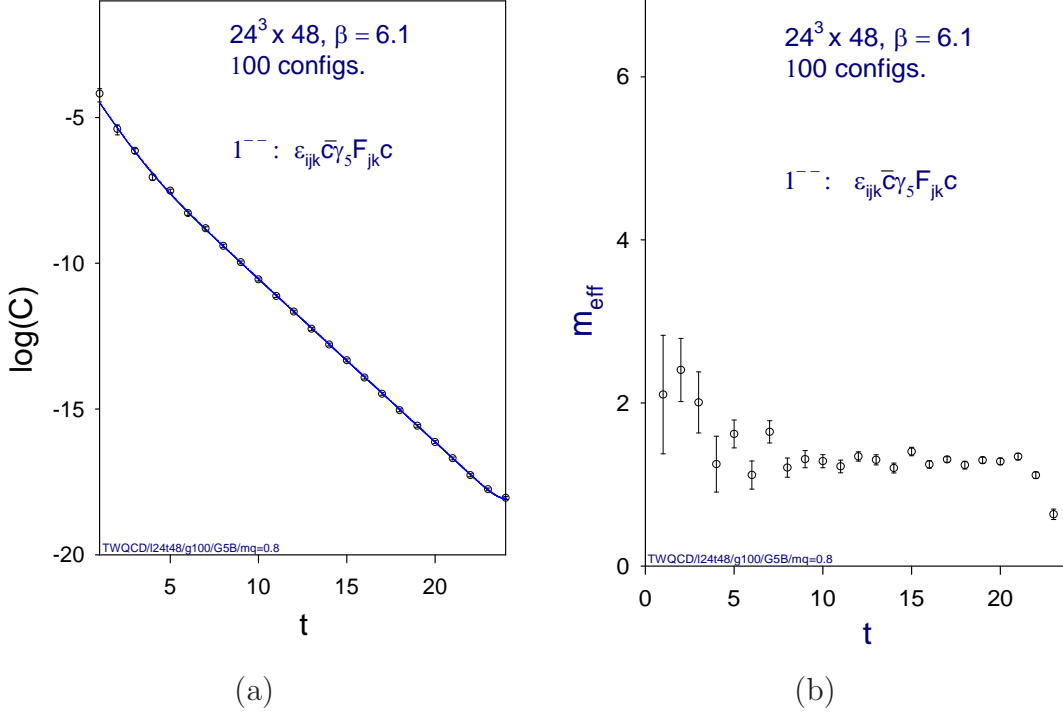 24³ x 48, β = 6.1
100 configs.
1⁻⁻ : ε_ijk c̄γ₅F_jk c
log(C)
-5
-10
-15
-20
TWQCD/l24t48/g100/G5B/mq=0.8
5 10 15 20
t
(a)
24³ x 48, β = 6.1
100 configs.
1⁻⁻ : ε_ijk c̄γ₅F_jk c
m_eff
6
4
2
0
TWQCD/l24t48/g100/G5B/mq=0.8
0 5 10 15 20
t
(b)